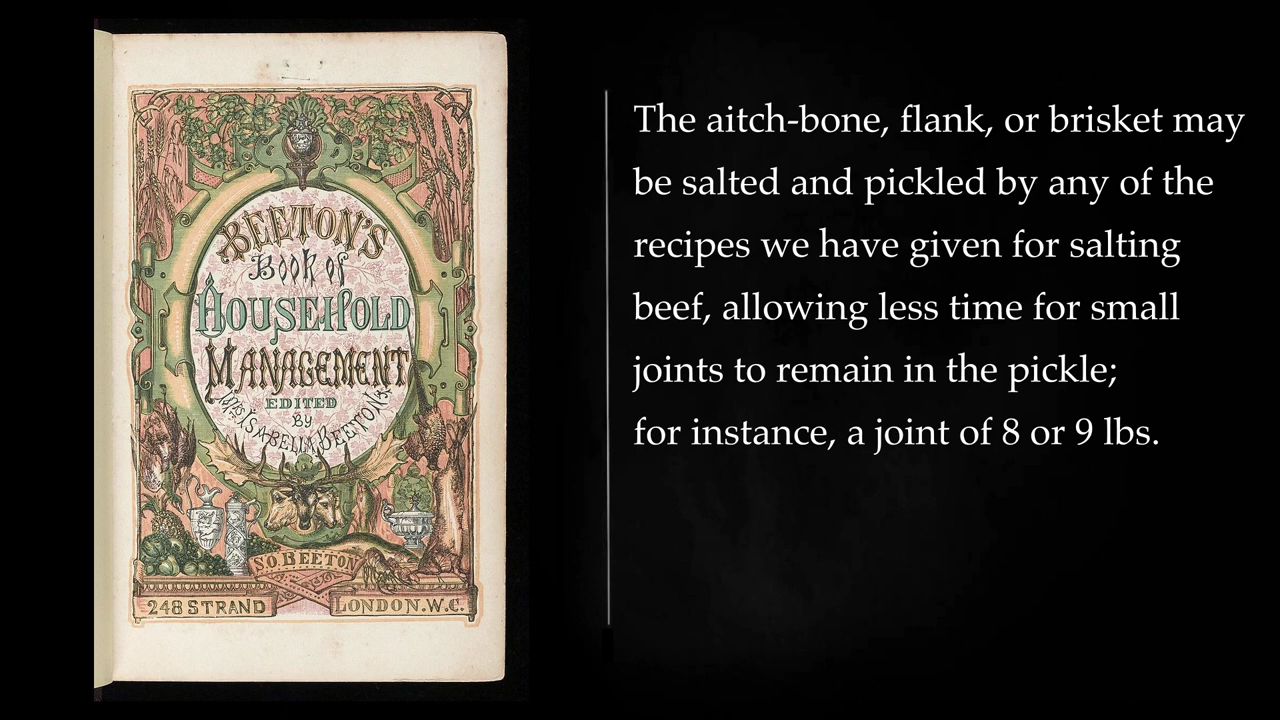 BEETON'S
Book of
HOUSEHOLD
MANAGEMENT
EDITED
BY
MRS ISABELLA BEETON.
S.O. BEETON
248 STRAND
LONDON. W.C.
The aitch-bone, flank, or brisket may
be salted and pickled by any of the
recipes we have given for salting
beef, allowing less time for small
joints to remain in the pickle;
for instance, a joint of 8 or 9 lbs.